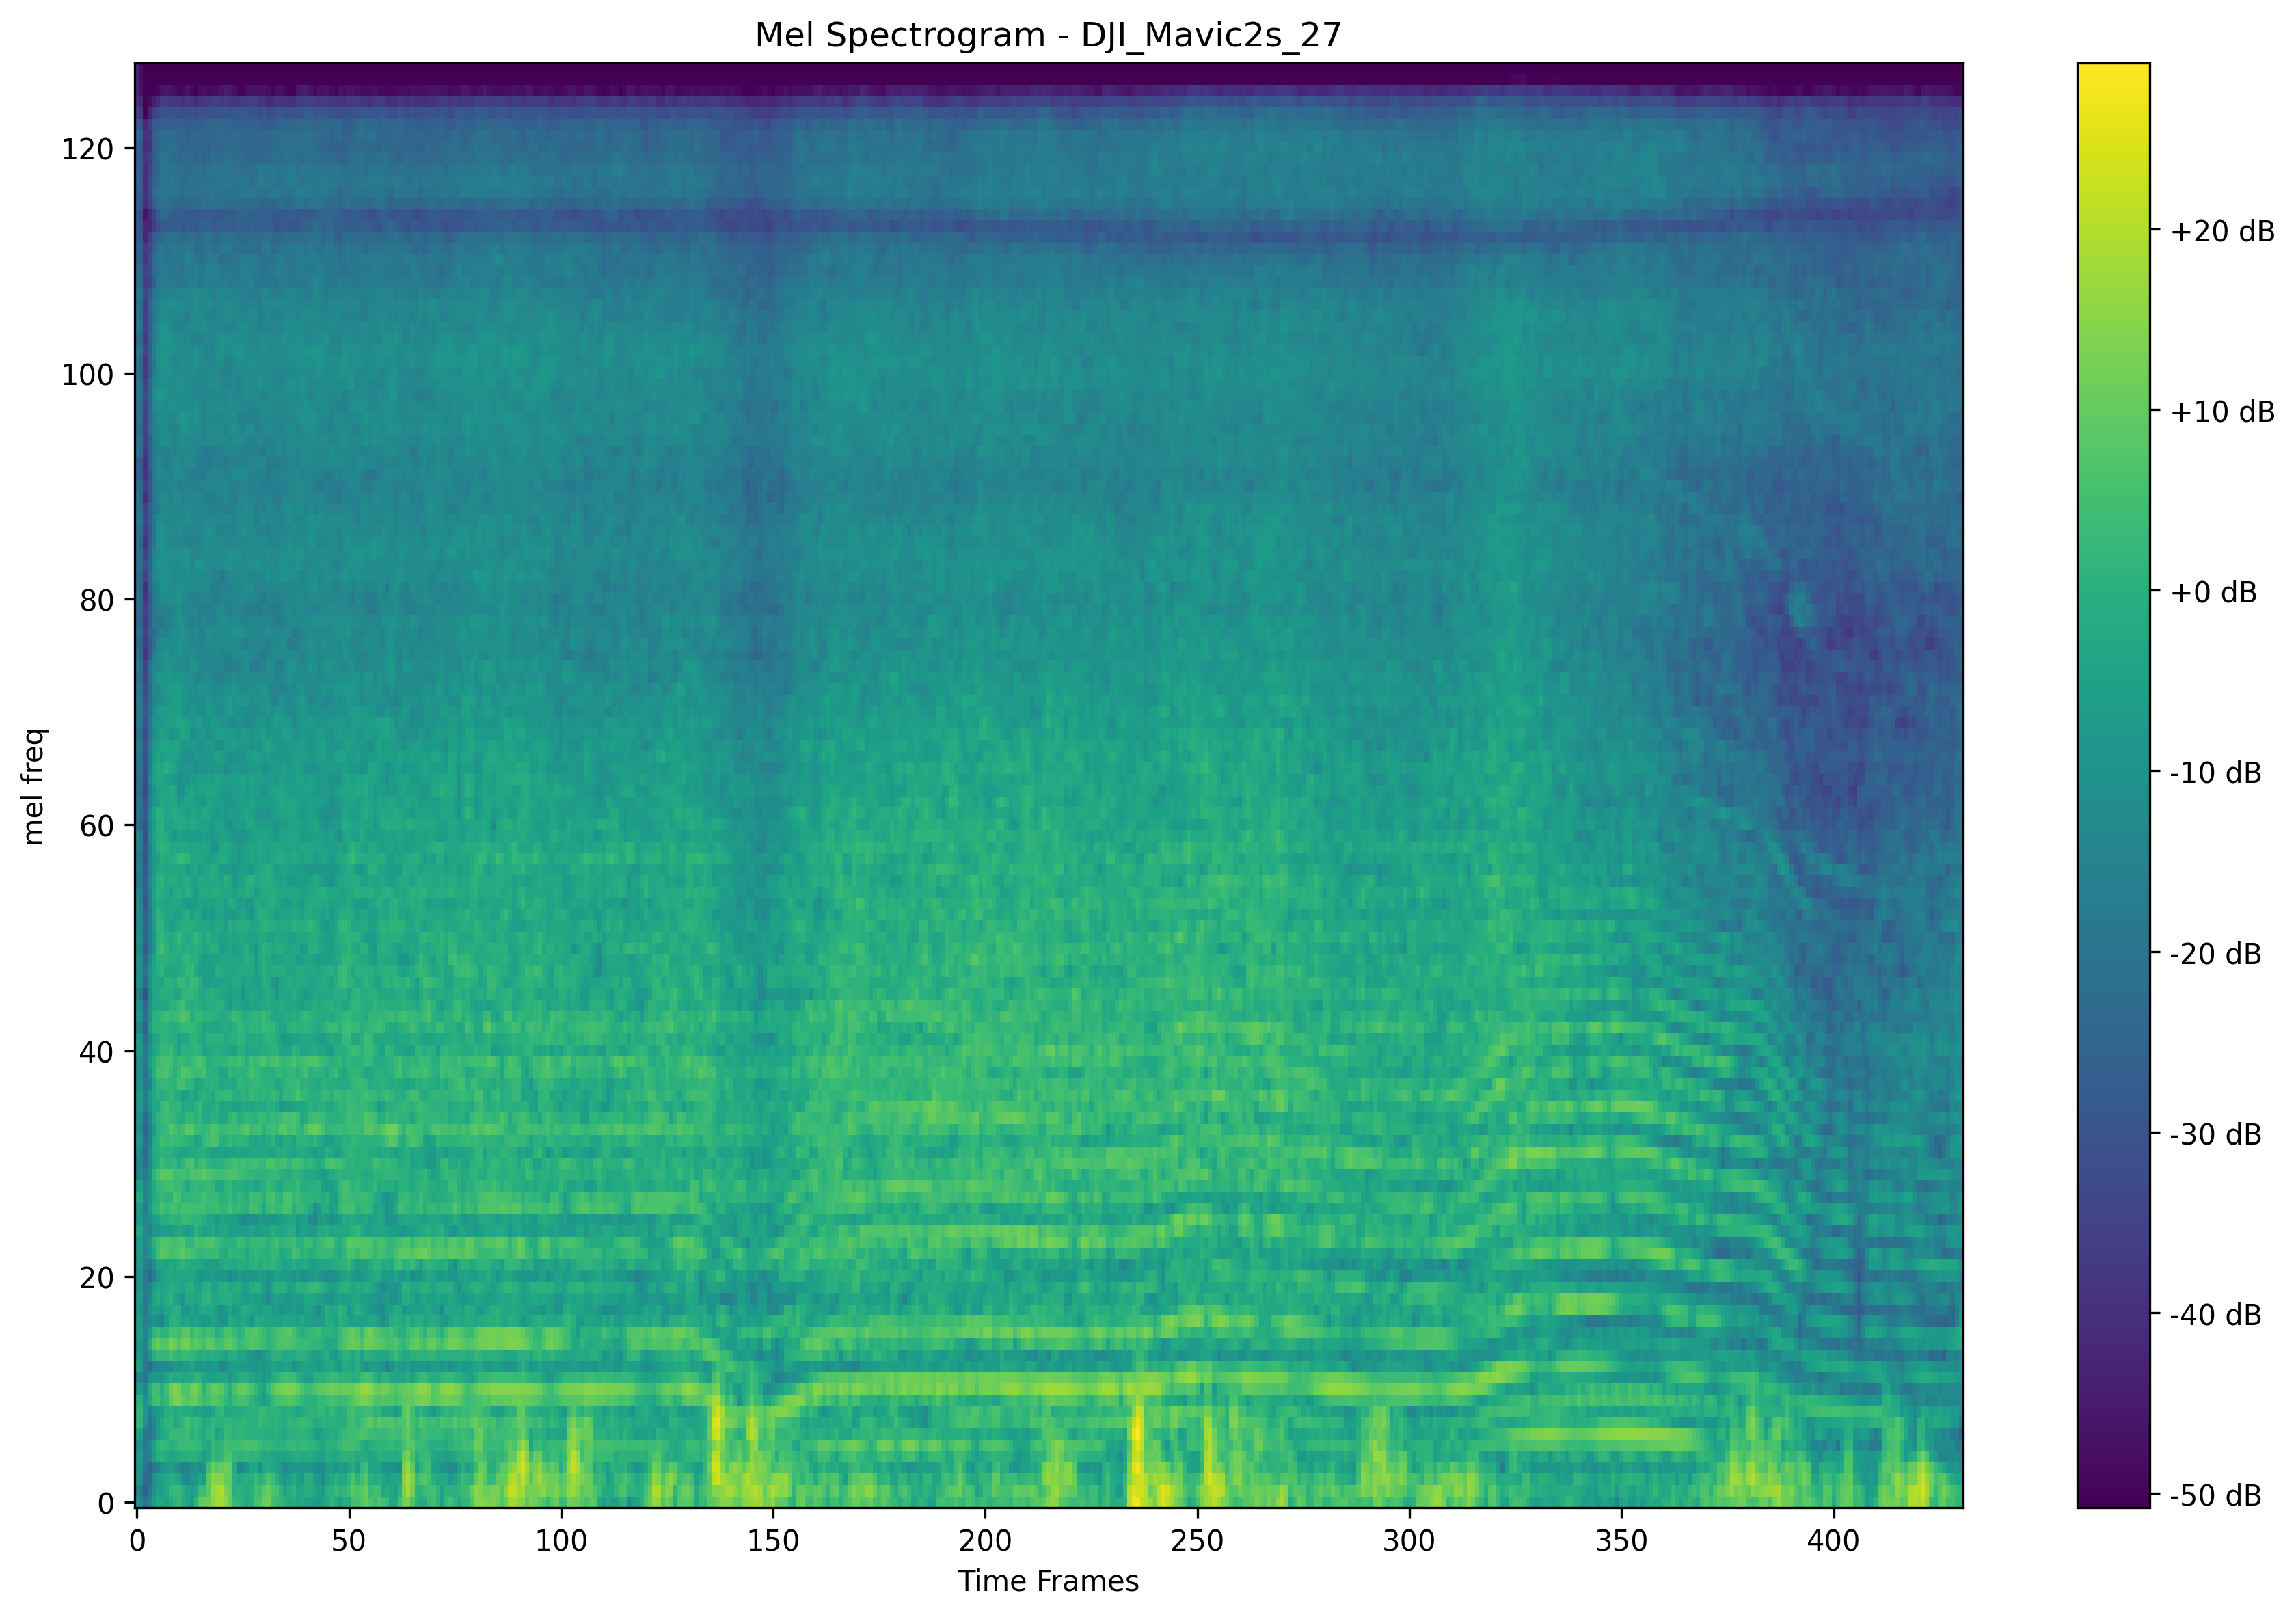 Mel Spectrogram - DJI_Mavic2s_27
mel freq
120
100
80
60
40
20
0
0 50 100 150 200 250 300 350 400
Time Frames
+20 dB
+10 dB
+0 dB
-10 dB
-20 dB
-30 dB
-40 dB
-50 dB